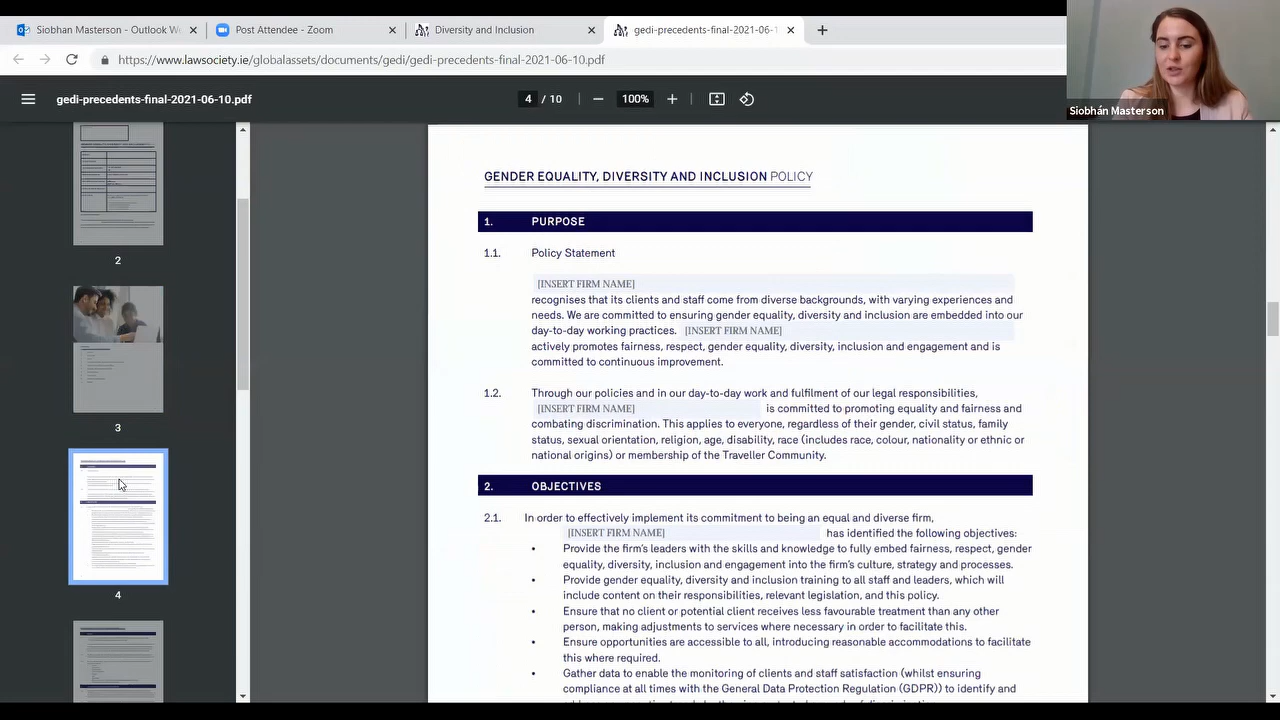 Siobhan Masterson - Outlook W
Post Attendee - Zoom
Diversity and Inclusion
gedi-precedents-final-2021-06-1
https://www.lawsociety.ie/globalassets/documents/gedi/gedi-precedents-final-2021-06-10.pdf
Siobhán Masterson
gedi-precedents-final-2021-06-10.pdf
4 / 10
100%
2
3
4
GENDER EQUALITY, DIVERSITY AND INCLUSION POLICY
1. PURPOSE
1.1. Policy Statement
[INSERT FIRM NAME]
recognises that its clients and staff come from diverse backgrounds, with varying experiences and
needs. We are committed to ensuring gender equality, diversity and inclusion are embedded into our
day-to-day working practices. [INSERT FIRM NAME]
actively promotes fairness, respect, gender equality, diversity, inclusion and engagement and is
committed to continuous improvement.
1.2. Through our policies and in our day-to-day work and fulfilment of our legal responsibilities,
[INSERT FIRM NAME] is committed to promoting equality and fairness and
combating discrimination. This applies to everyone, regardless of their gender, civil status, family
status, sexual orientation, religion, age, disability, race (includes race, colour, nationality or ethnic or
national origins) or membership of the Traveller Community.
2. OBJECTIVES
2.1. In order to effectively implement its commitment to being an equal and diverse firm,
[INSERT FIRM NAME] has identified the following objectives:
• Provide the firm's leaders with the skills and knowledge to fully embed fairness, respect, gender
equality, diversity, inclusion and engagement into the firm's culture, strategy and processes.
• Provide gender equality, diversity and inclusion training to all staff and leaders, which will
include content on their responsibilities, relevant legislation, and this policy.
• Ensure that no client or potential client receives less favourable treatment than any other
person, making adjustments to services where necessary in order to facilitate this.
• Ensure opportunities are accessible to all, introducing reasonable accommodations to facilitate
this where required.
• Gather data to enable the monitoring of clients and staff satisfaction (whilst ensuring
compliance at all times with the General Data Protection Regulation (GDPR)) to identify and